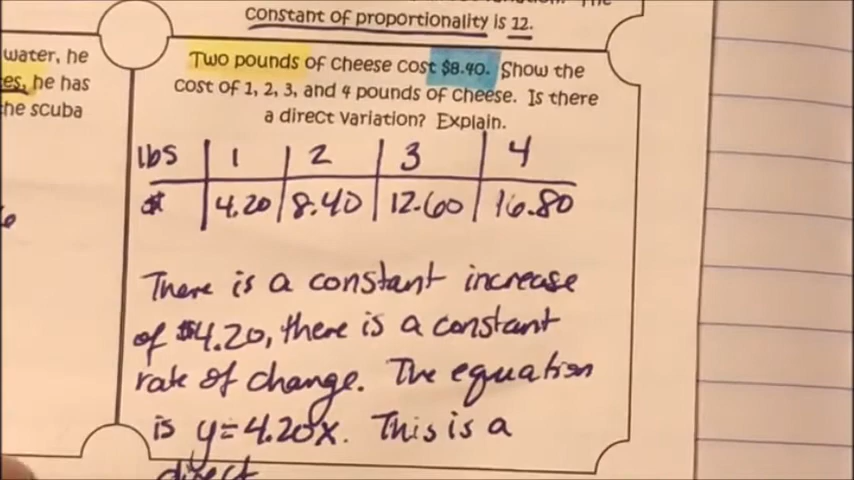 constant of proportionality is 12.
water, he
es, he has
he scuba
Two pounds of cheese cost $8.40. Show the
cost of 1, 2, 3, and 4 pounds of cheese. Is there
a direct variation? Explain.
lbs 1 2 3 4
$ 4.20 8.40 12.60 16.80
There is a constant increase
of $4.20, there is a constant
rate of change. The equation
is y=4.20x. This is a
direct